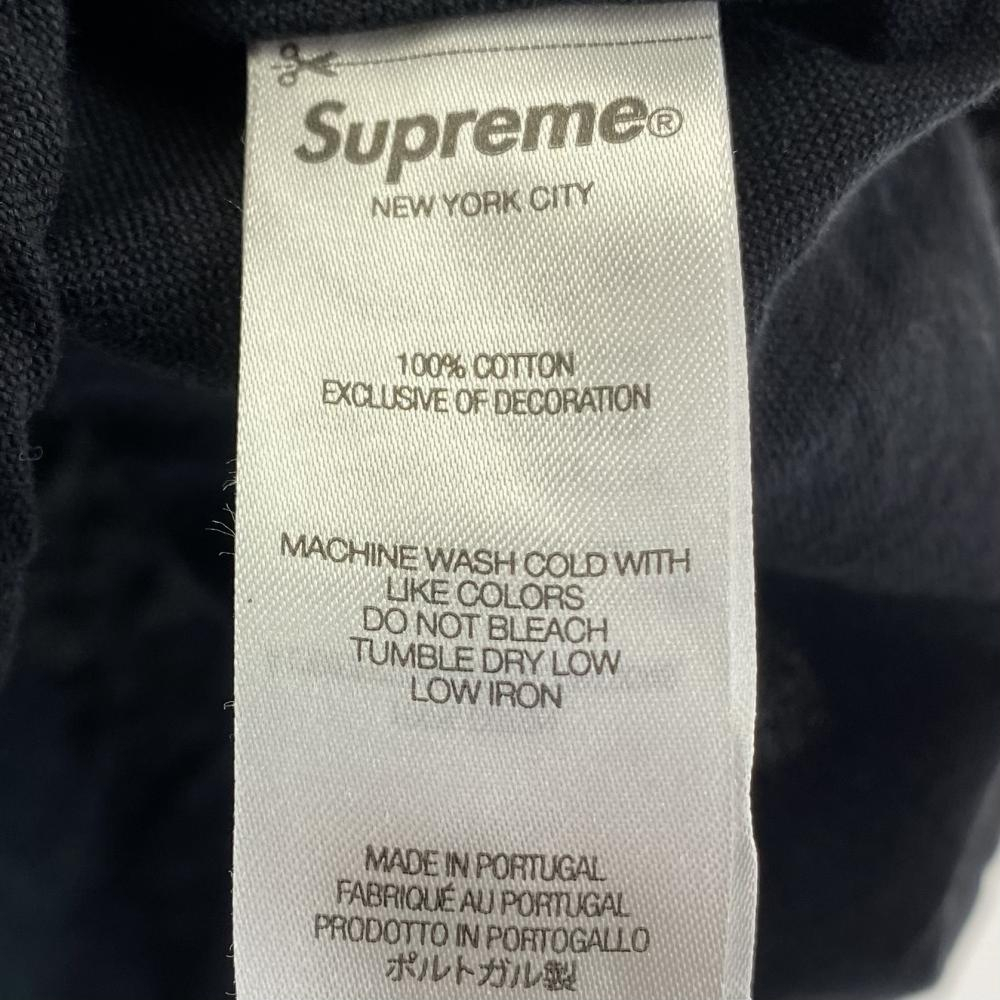 Supreme®
NEW YORK CITY
100% COTTON
EXCLUSIVE OF DECORATION
MACHINE WASH COLD WITH
LIKE COLORS
DO NOT BLEACH
TUMBLE DRY LOW
LOW IRON
MADE IN PORTUGAL
FABRIQUÉ AU PORTUGAL
PRODOTTO IN PORTOGALLO
ポルトガル製